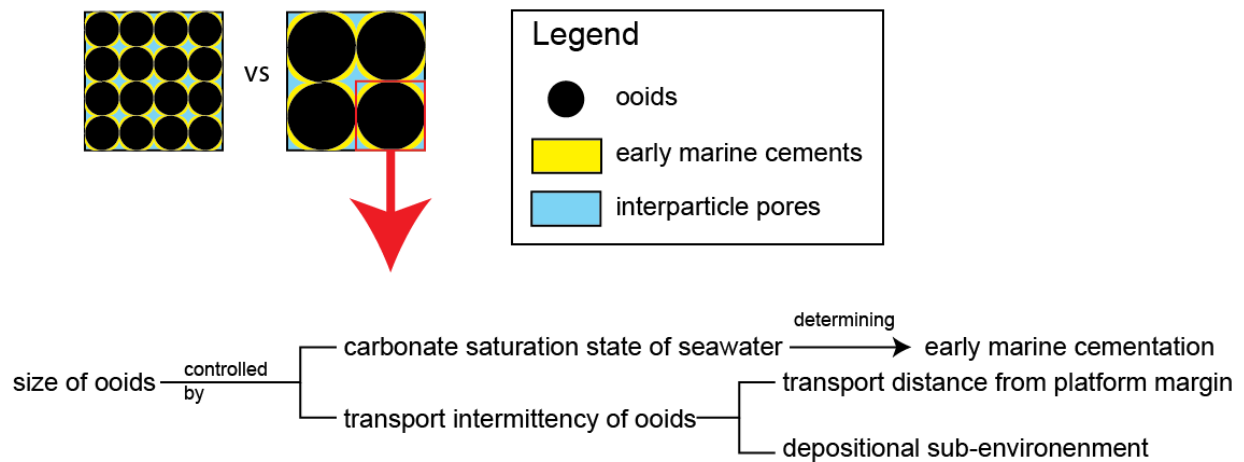 vs
Legend
ooids
early marine cements
interparticle pores
size of ooids
controlled
by
carbonate saturation state of seawater
determining
early marine cementation
transport intermittency of ooids
transport distance from platform margin
depositional sub-environenment